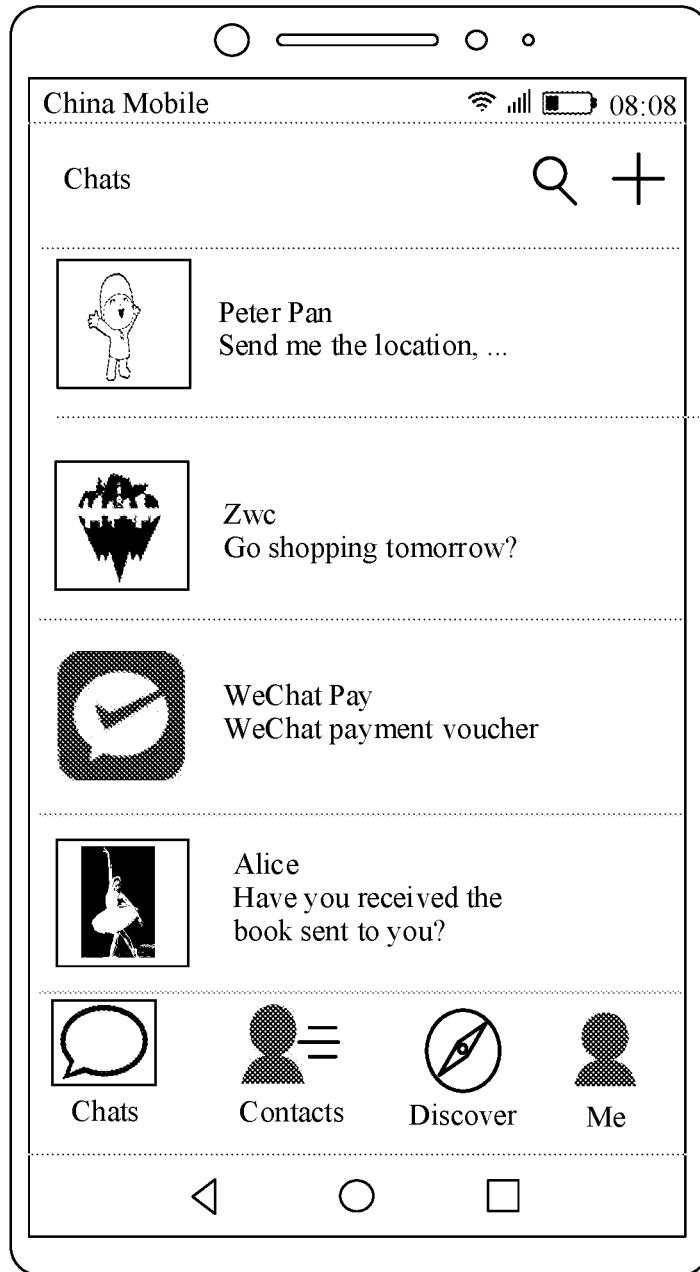 China Mobile 08:08
Chats
Peter Pan
Send me the location, ...
Zwc
Go shopping tomorrow?
WeChat Pay
WeChat payment voucher
Alice
Have you received the
book sent to you?
Chats Contacts Discover Me